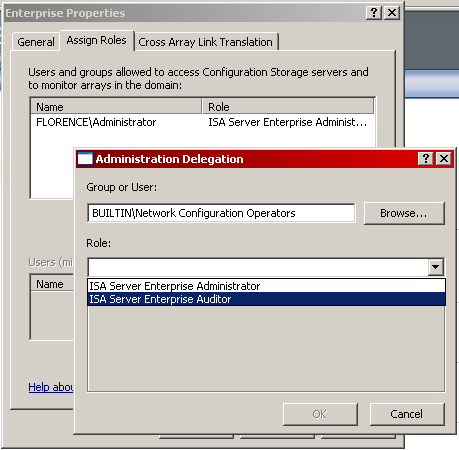 Enterprise Properties
General
Assign Roles
Cross Array Link Translation
Users and groups allowed to access Configuration Storage servers and
to monitor arrays in the domain:
Name Role
FLORENCE\Administrator ISA Server Enterprise Administ...
Administration Delegation
Group or User:
BUILTIN\Network Configuration Operators
Browse...
Role:
ISA Server Enterprise Administrator
ISA Server Enterprise Auditor
OK
Cancel
Users (mi
Name
Help abou